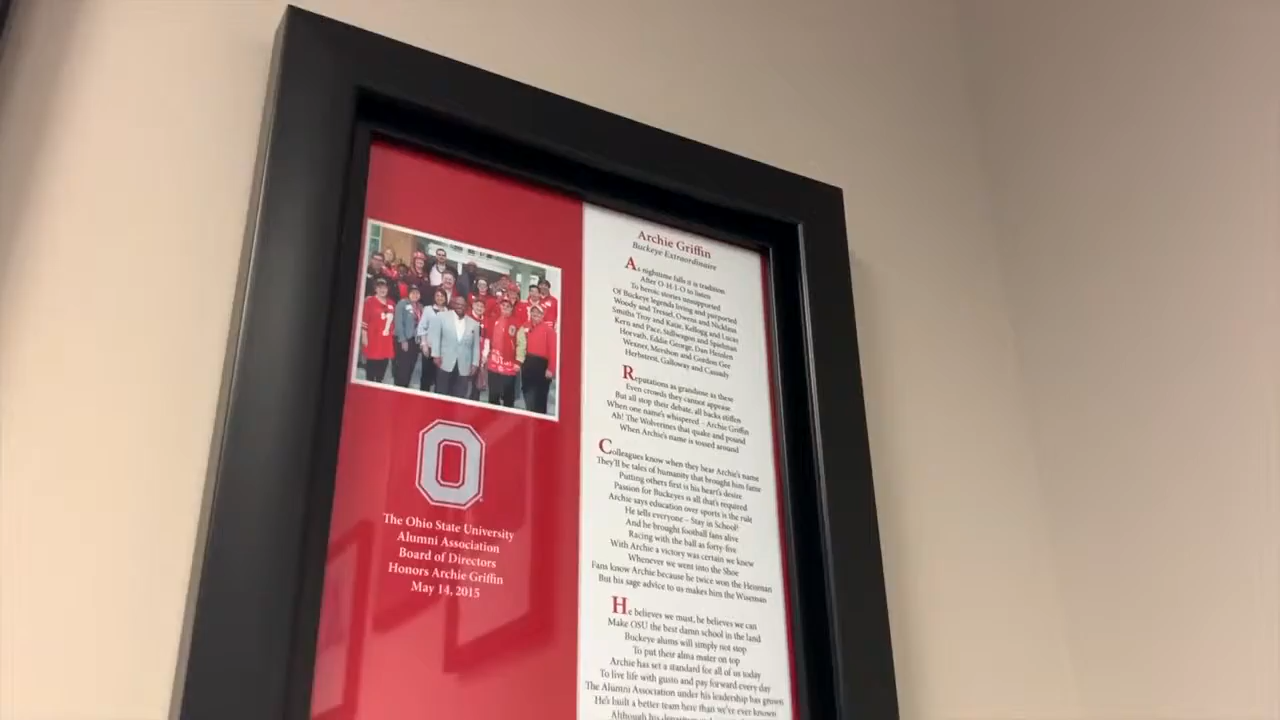 O
The Ohio State University
Alumni Association
Board of Directors
Honors Archie Griffin
May 14, 2015
Archie Griffin
Buckeye Extraordinaire
As nighttime falls it is tradition
After O-H-I-O to listen
To heroic stories unsupported
Of Buckeye legends living and purported
Woody and Tressel, Owens and Nicklaus
Smiths Troy and Katie, Kellogg and Lucas
Kern and Pace, Stillwagon and Spielman
Horvath, Eddie George, Dan Heinlen
Wexner, Mershon and Gordon Gee
Herbstreit, Galloway and Cassady
Reputations as grandiose as these
Even crowds they cannot appease
But all stop their debate, all backs stiffen
When one name's whispered – Archie Griffin
Ah! The Wolverines that quake and pound
When Archie's name is tossed around
Colleagues know when they hear Archie's name
They'll be tales of humanity that brought him fame
Putting others first is his heart's desire
Passion for Buckeyes is all that's required
Archie says education over sports is the rule
He tells everyone – Stay in School!
And he brought football fans alive
Racing with the ball as forty-five
With Archie a victory was certain we knew
Whenever we went into the Shoe
Fans know Archie because he twice won the Heisman
But his sage advice to us makes him the Wiseman
He believes we must, he believes we can
Make OSU the best damn school in the land
Buckeye alums will simply not stop
To put their alma mater on top
Archie has set a standard for all of us today
To live life with gusto and pay forward every day
The Alumni Association under his leadership has grown
He's built a better team here than we've ever known
Although his